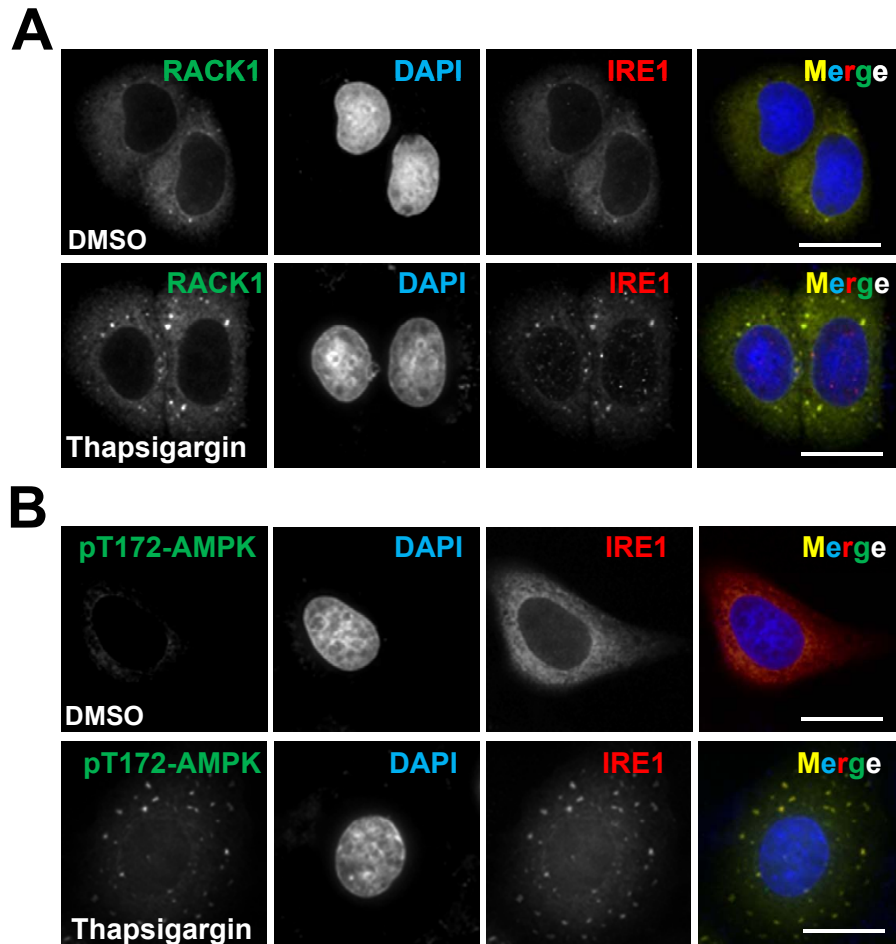 A
RACK1 DAPI IRE1 Merge
DMSO
RACK1 DAPI IRE1 Merge
Thapsigargin
B
pT172-AMPK DAPI IRE1 Merge
DMSO
pT172-AMPK DAPI IRE1 Merge
Thapsigargin